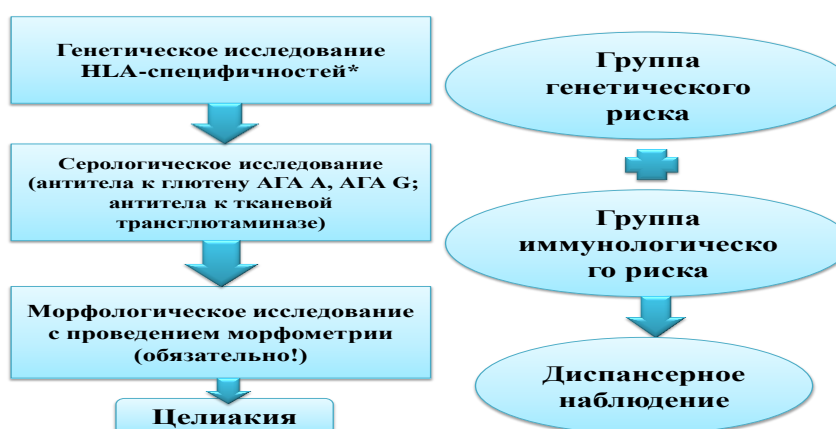 Генетическое исследование
HLA-специфичностей*
Серологическое исследование
(антитела к глютену АГА А, АГА G;
антитела к тканевой
трансглютаминазе)
Морфологическое исследование
с проведением морфометрии
(обязательно!)
Целиакия
Группа
генетического
риска
Группа
иммунологическо
го риска
Диспансерное
наблюдение